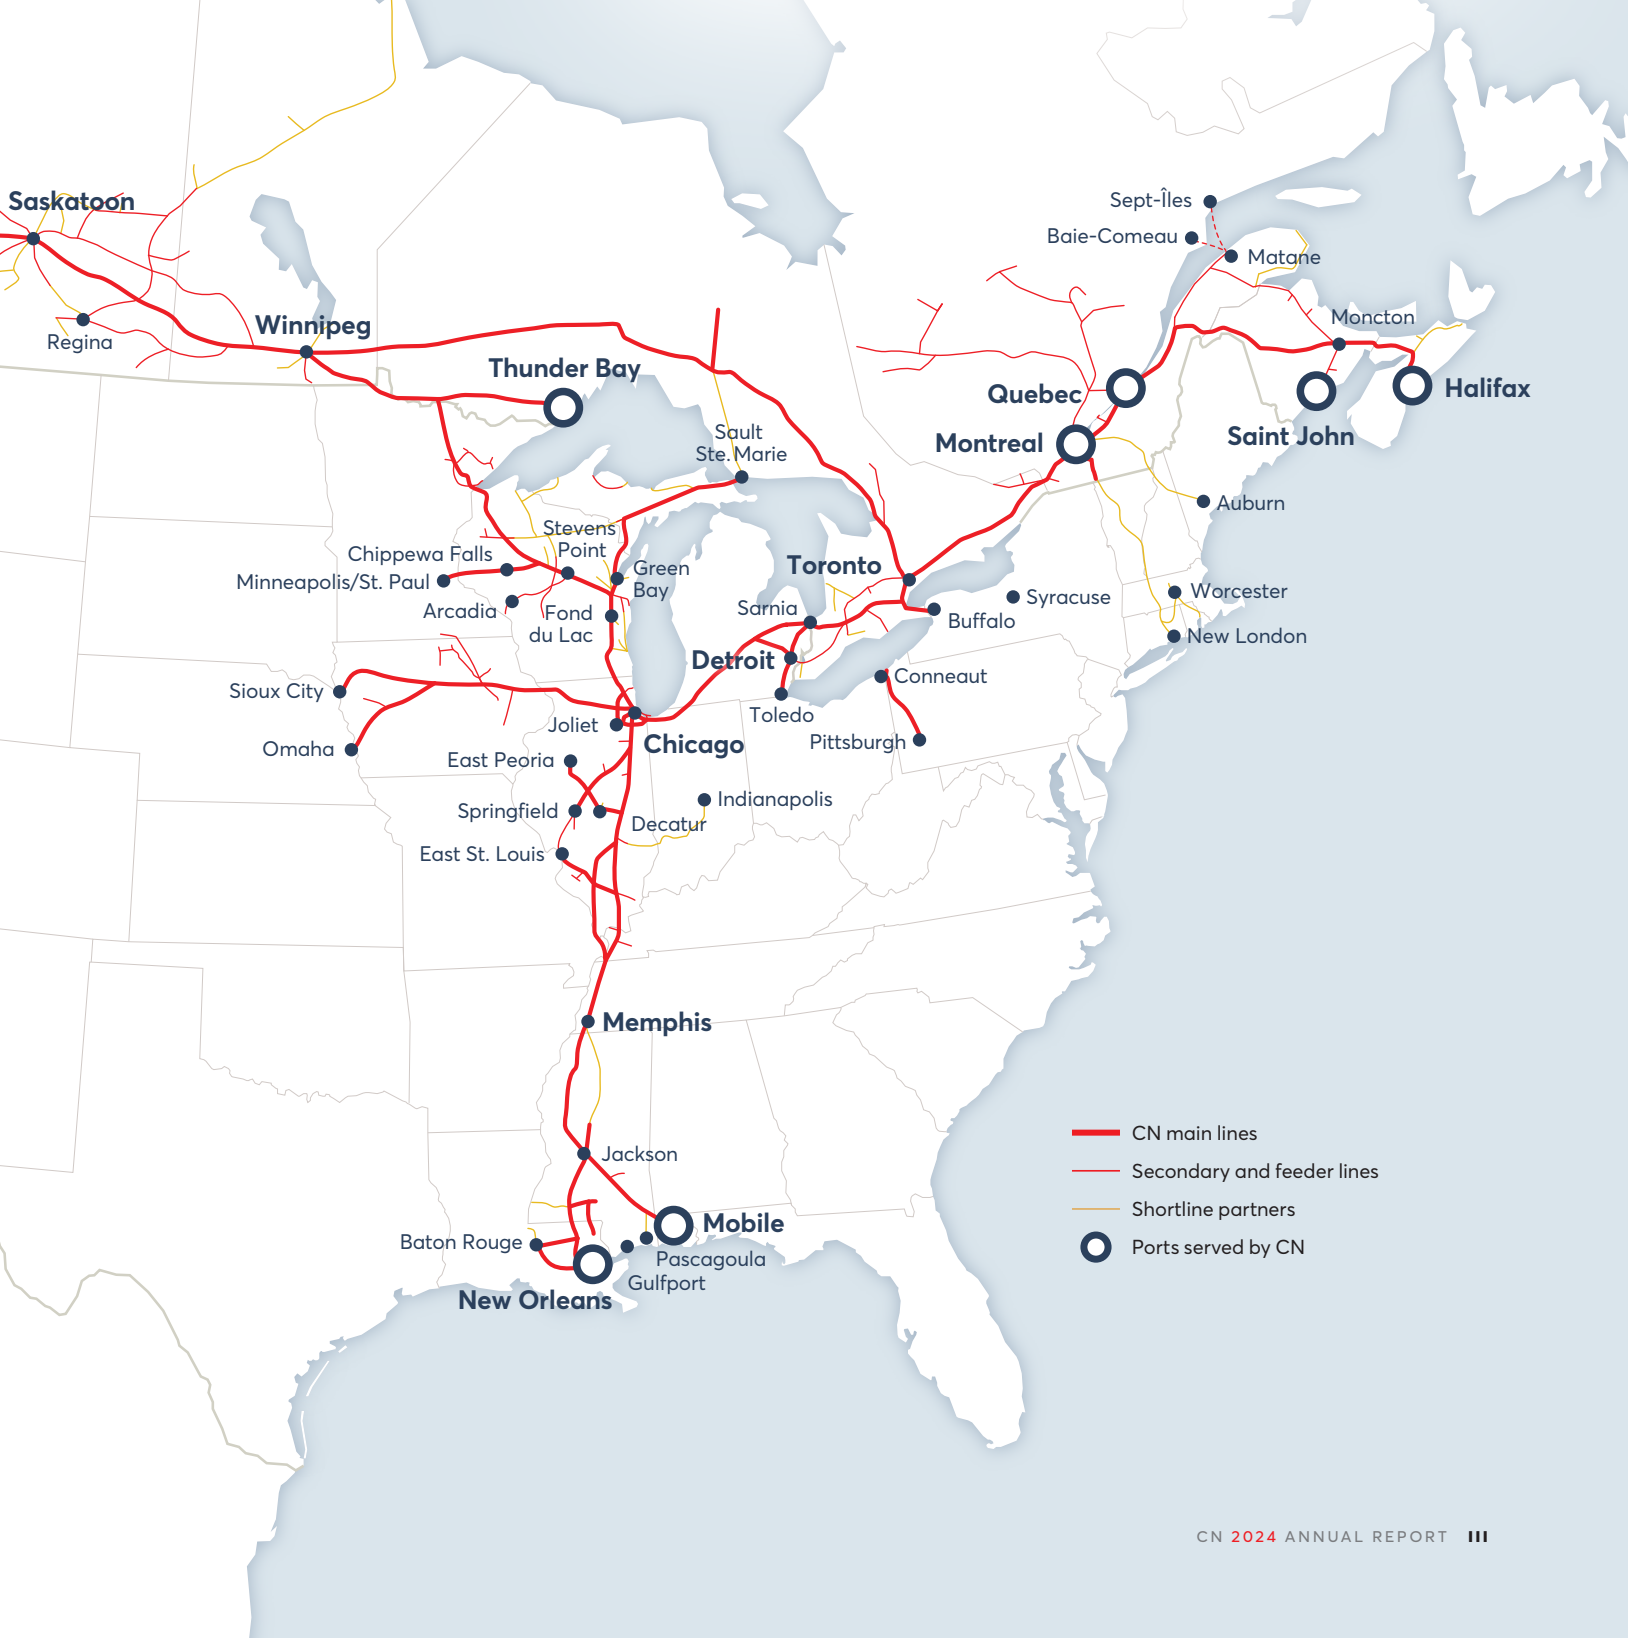 Saskatoon
Sept-Îles
Baie-Comeau
Matane
Winnipeg
Moncton
Regina
Thunder Bay
Quebec
Halifax
Sault
Ste. Marie
Montreal
Saint John
Auburn
Stevens
Point
Chippewa Falls
Green
Bay
Minneapolis/St. Paul
Toronto
Worcester
Arcadia
Fond
du Lac
Sarnia
Syracuse
Buffalo
New London
Detroit
Sioux City
Conneaut
Toledo
Joliet
Pittsburgh
Omaha
Chicago
East Peoria
Indianapolis
Springfield
Decatur
East St. Louis
Memphis
CN main lines
Jackson
Secondary and feeder lines
Shortline partners
Mobile
Baton Rouge
Ports served by CN
Pascagoula
Gulfport
New Orleans
CN 2024 ANNUAL REPORT III